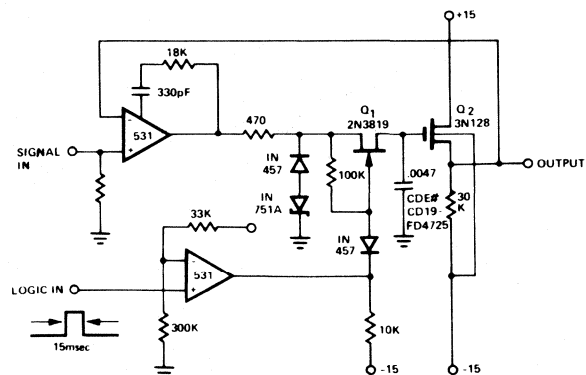 +15
18K
330pF
Q1
2N3819
Q2
3N128
470
-
531
+
SIGNAL
IN
OUTPUT
IN
457
100K
.0047
CDE#
CD19-
FD4725
30
K
IN
751A
33K
IN
457
-
531
+
LOGIC IN
300K
10K
15msec
-15
-15